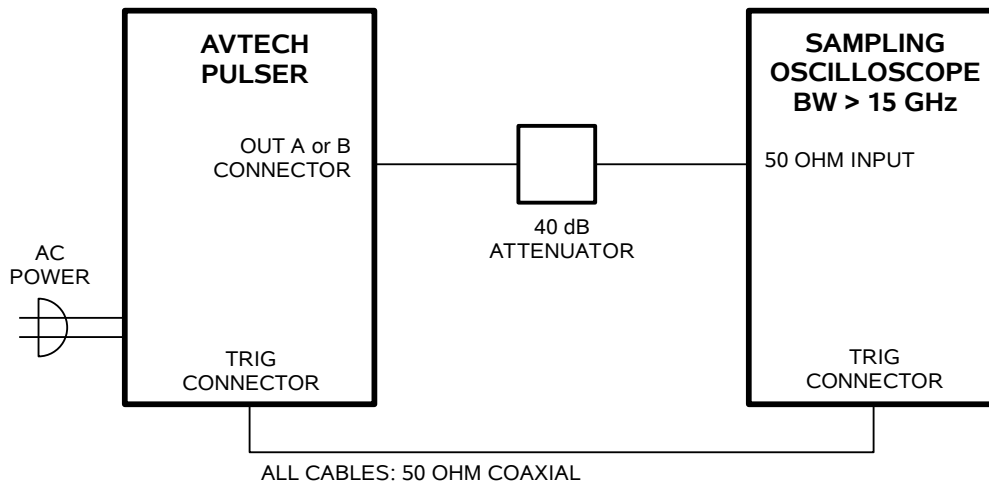 AVTECH
PULSER
OUT A or B
CONNECTOR
AC
POWER
TRIG
CONNECTOR
40 dB
ATTENUATOR
SAMPLING
OSCILLOSCOPE
BW > 15 GHz
50 OHM INPUT
TRIG
CONNECTOR
ALL CABLES: 50 OHM COAXIAL